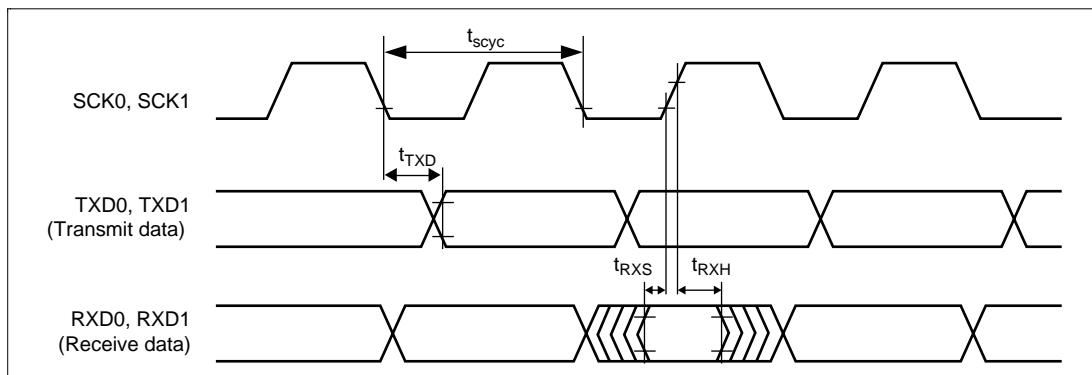 tscyc
SCK0, SCK1
tTXD
TXD0, TXD1
(Transmit data)
tRXS
tRXH
RXD0, RXD1
(Receive data)